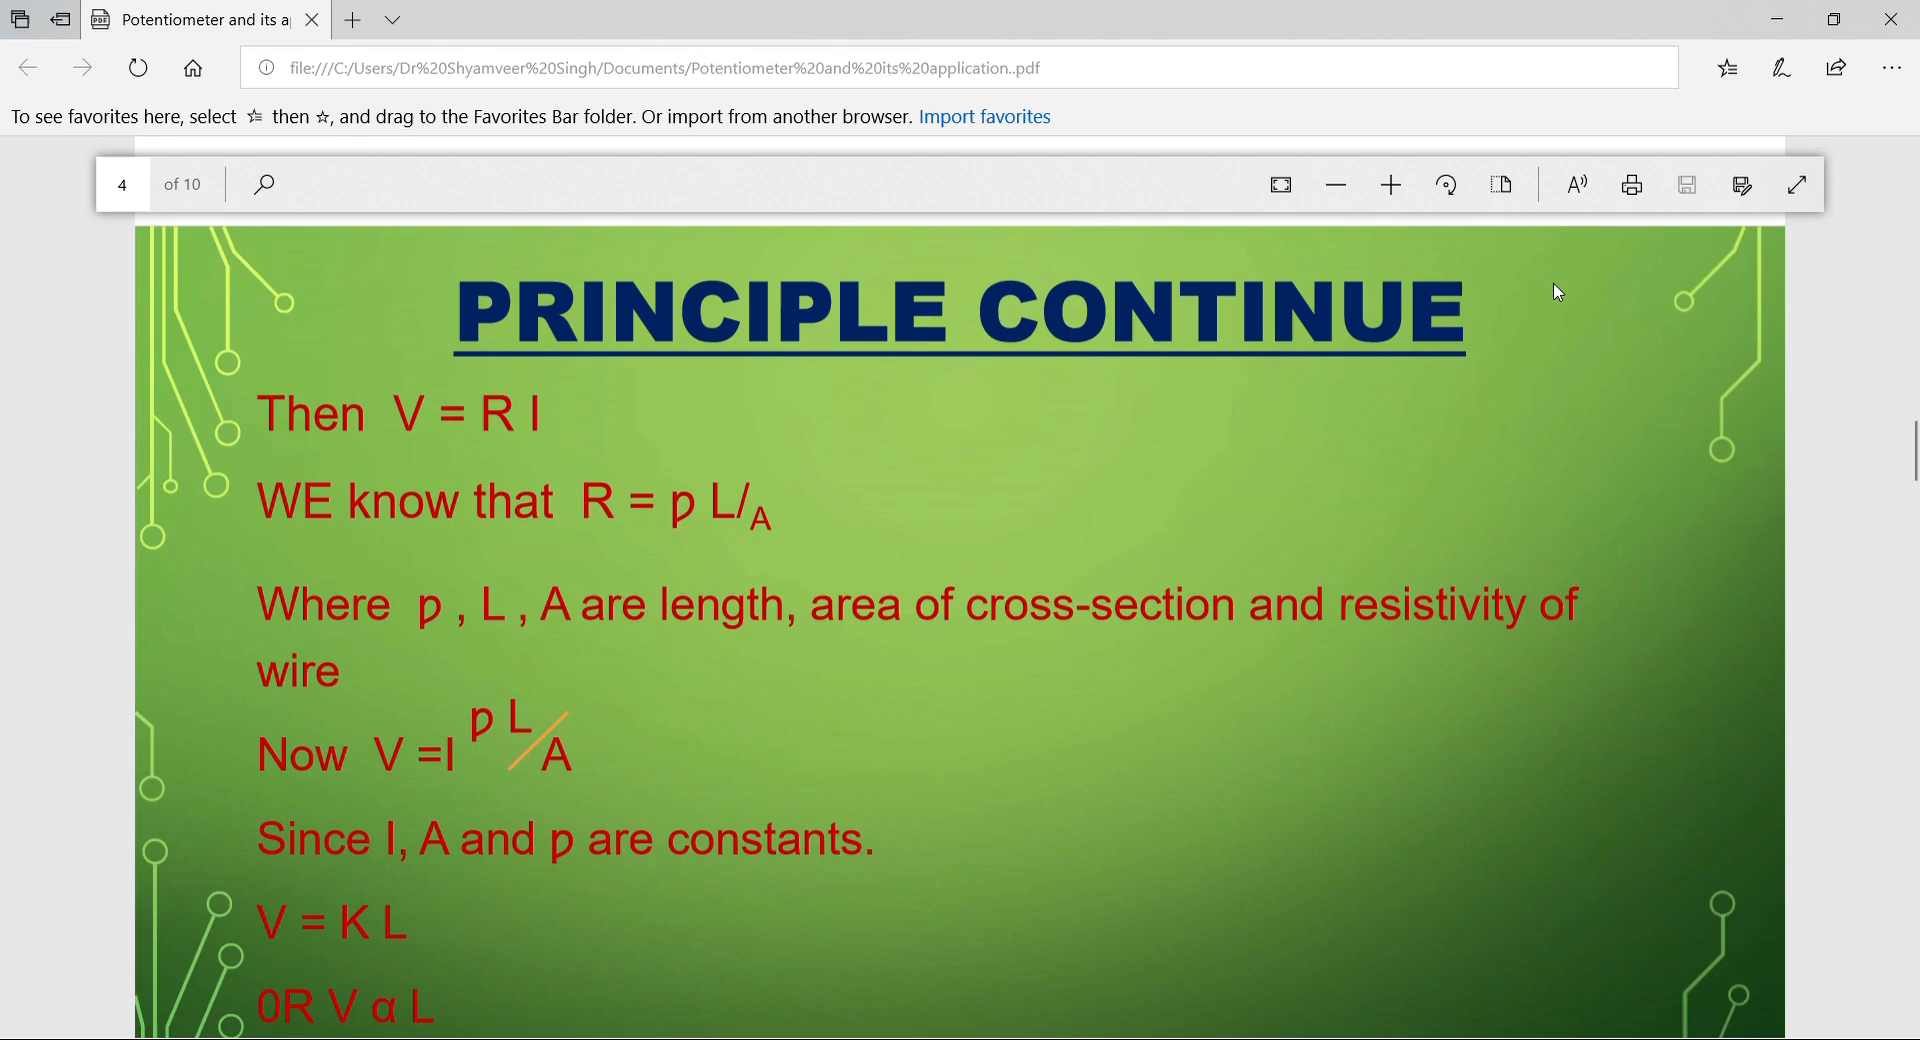 Potentiometer and its a
file:///C:/Users/Dr%20Shyamveer%20Singh/Documents/Potentiometer%20and%20its%20application..pdf
To see favorites here, select then ☆, and drag to the Favorites Bar folder. Or import from another browser. Import favorites
4 of 10
PRINCIPLE CONTINUE
Then V = R I
WE know that R = ƿ L/A
Where ƿ , L , A are length, area of cross-section and resistivity of
wire
Now V =I ƿ L/A
Since I, A and ƿ are constants.
V = K L
0R V α L